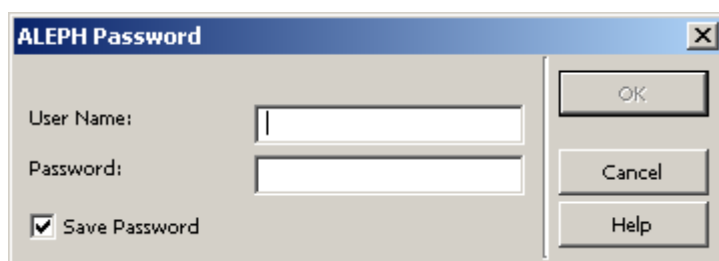 ALEPH Password
User Name:
OK
Password:
Cancel
Save Password
Help